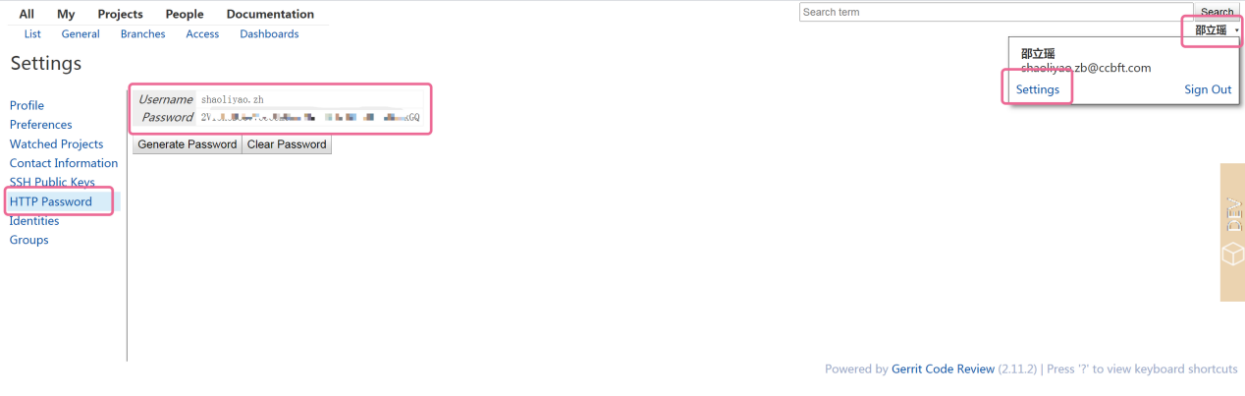 All My Projects People Documentation
Search term Search
List General Branches Access Dashboards
邵立瑶
Settings
邵立瑶
shaoliyao.zb@ccbft.com
Settings Sign Out
Profile
Preferences
Watched Projects
Contact Information
SSH Public Keys
HTTP Password
Identities
Groups
Username shaoliyao.zh
Password
Generate Password Clear Password
DEV
Powered by Gerrit Code Review (2.11.2) | Press '?' to view keyboard shortcuts